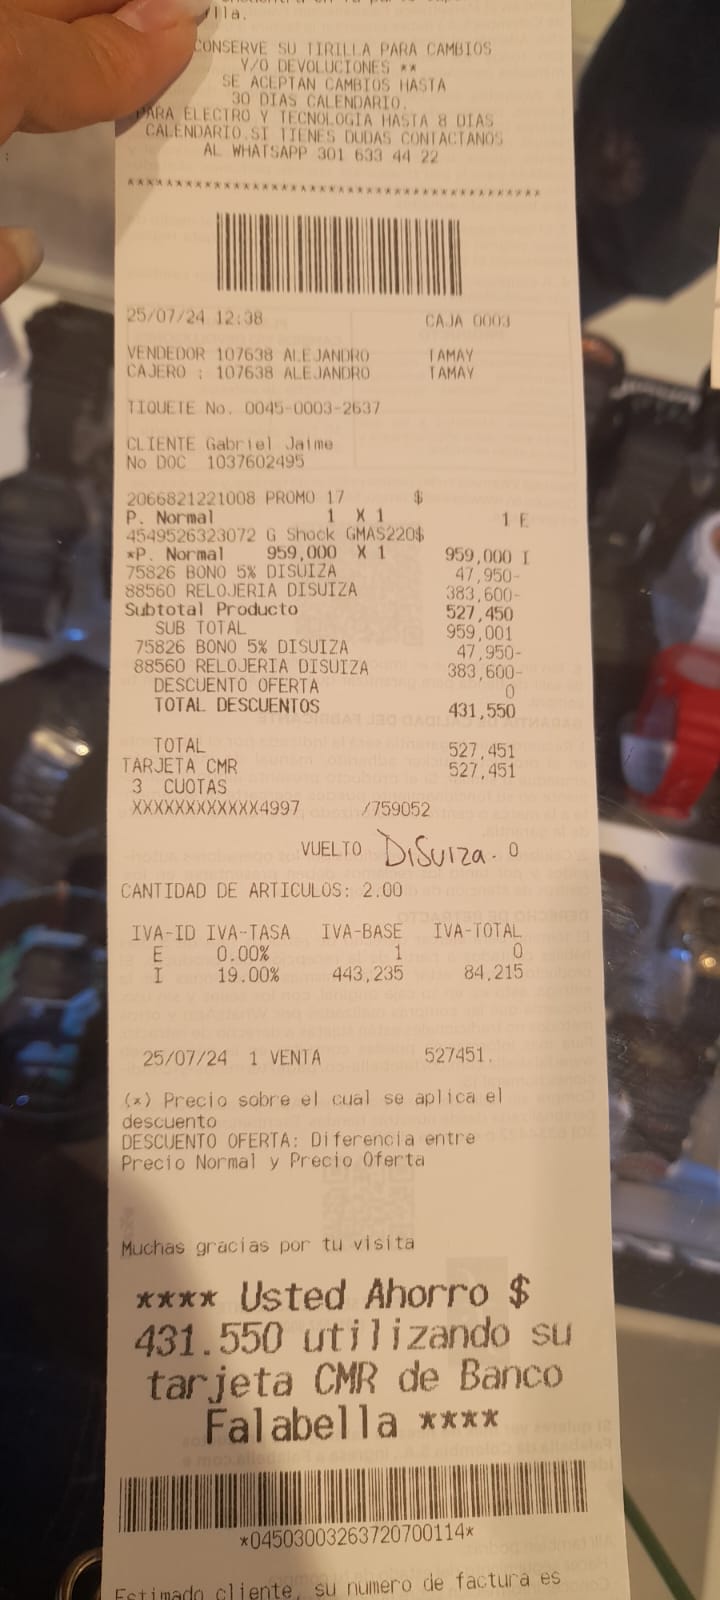 lla.
CONSERVE SU TIRILLA PARA CAMBIOS
Y/O DEVOLUCIONES **
SE ACEPTAN CAMBIOS HASTA
30 DIAS CALENDARIO.
PARA ELECTRO Y TECNOLOGIA HASTA 8 DIAS
CALENDARIO.SI TIENES DUDAS CONTACTANOS
AL WHATSAPP 301 633 44 22
*******************************************
25/07/24 12:38 CAJA 0003
VENDEDOR 107638 ALEJANDRO TAMAY
CAJERO : 107638 ALEJANDRO TAMAY
TIQUETE No. 0045-0003-2637
CLIENTE Gabriel Jaime
No DOC 1037602495
2066821221008 PROMO 17 $
P. Normal 1 X 1 1 E
4549526323072 G Shock GMAS220$
*P. Normal 959,000 X 1 959,000 I
75826 BONO 5% DISUIZA 47,950-
88560 RELOJERIA DISUIZA 383,600-
Subtotal Producto 527,450
SUB TOTAL 959,001
75826 BONO 5% DISUIZA 47,950-
88560 RELOJERIA DISUIZA 383,600-
DESCUENTO OFERTA 0
TOTAL DESCUENTOS 431,550
TOTAL 527,451
TARJETA CMR 527,451
3 CUOTAS
XXXXXXXXXXXX4997 /759052
VUELTO Disuiza. 0
CANTIDAD DE ARTICULOS: 2.00
IVA-ID IVA-TASA IVA-BASE IVA-TOTAL
E 0.00% 1 0
I 19.00% 443,235 84,215
25/07/24 1 VENTA 527451.
(*) Precio sobre el cual se aplica el
descuento
DESCUENTO OFERTA: Diferencia entre
Precio Normal y Precio Oferta
Muchas gracias por tu visita
**** Usted Ahorro $
431.550 utilizando su
tarjeta CMR de Banco
Falabella ****
*04503003263720700114*
Estimado cliente, su numero de factura es